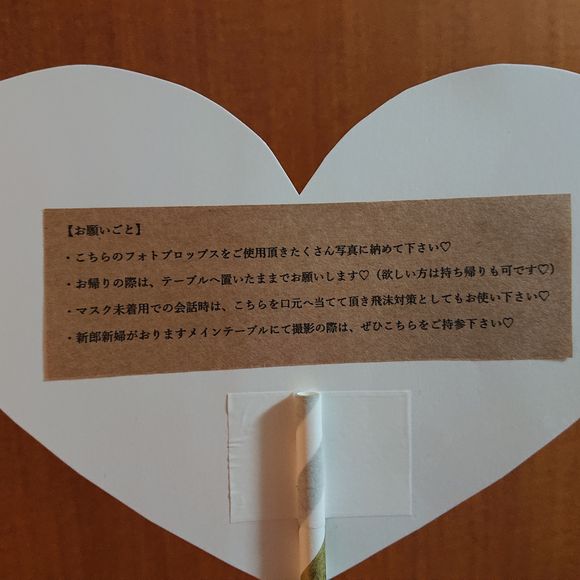 【お願いごと】
・こちらのフォトプロップスをご使用頂きたくさん写真に納めて下さい♡
・お帰りの際は、テーブルへ置いたままでお願いします♡（欲しい方は持ち帰りも可です♡）
・マスク未着用での会話時は、こちらを口元へ当てて頂き飛沫対策としてもお使い下さい♡
・新郎新婦がおりますメインテーブルにて撮影の際は、ぜひこちらをご持参下さい♡